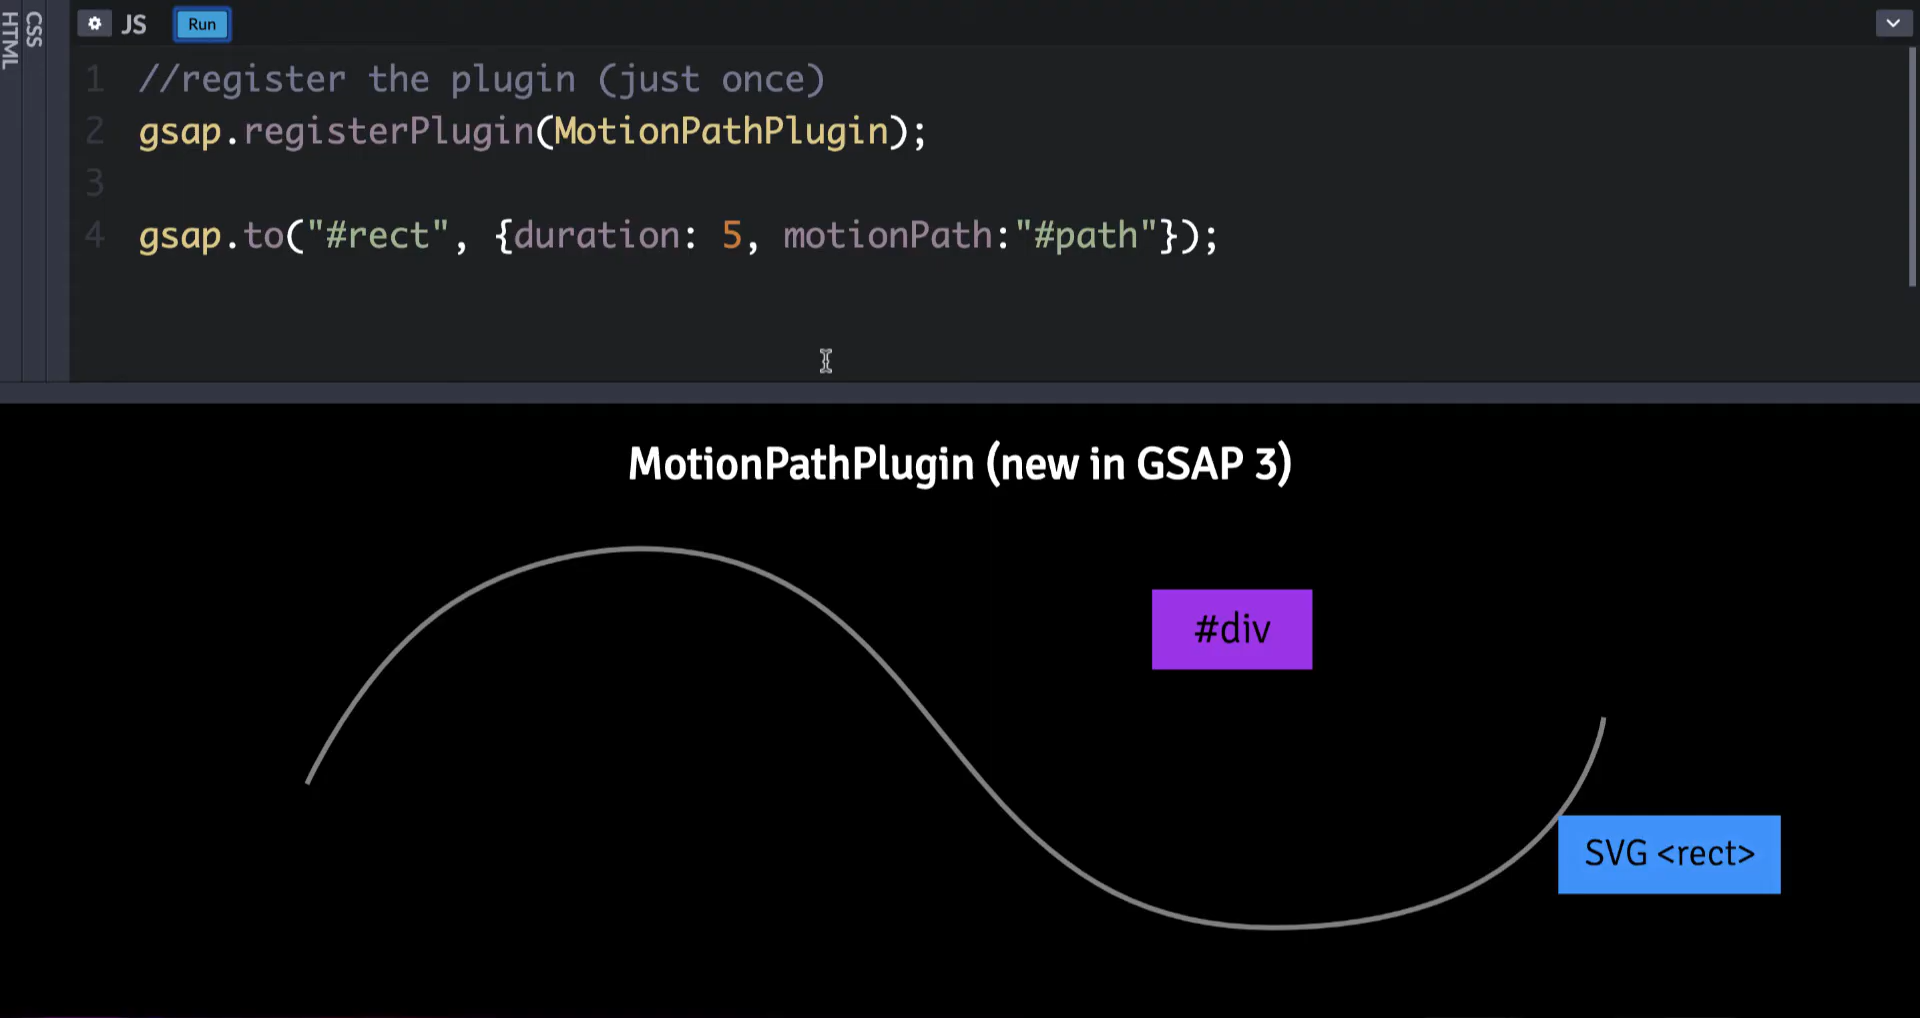 HTML
CSS
JS
Run
1 //register the plugin (just once)
2 gsap.registerPlugin(MotionPathPlugin);
3
4 gsap.to("#rect", {duration: 5, motionPath:"#path"});
MotionPathPlugin (new in GSAP 3)
#div
SVG <rect>